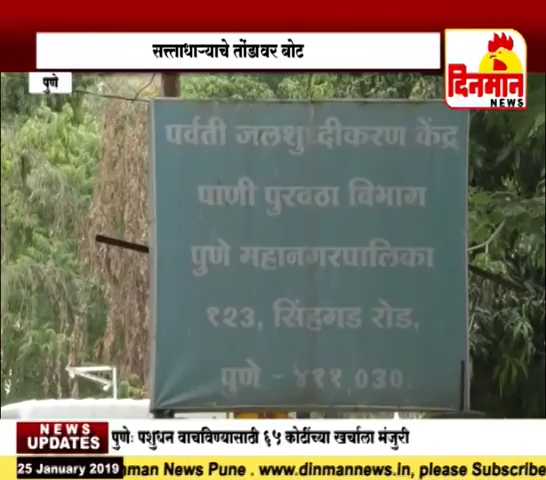 सत्ताधाऱ्याचे तोंडावर बोट
दिनमान
NEWS
पुणे
पर्वती जलशुध्दीकरण केंद्र
पाणी पुरवठा विभाग
पुणे महानगरपालिका
१२३, सिंहगड रोड,
पुणे - ४११,०३०.
NEWS UPDATES
पुणे: पशुधन वाचविण्यासाठी ६५ कोटींच्या खर्चाला मंजुरी
25 January 2019 nman News Pune . www.dinmannews.in, please Subscribe